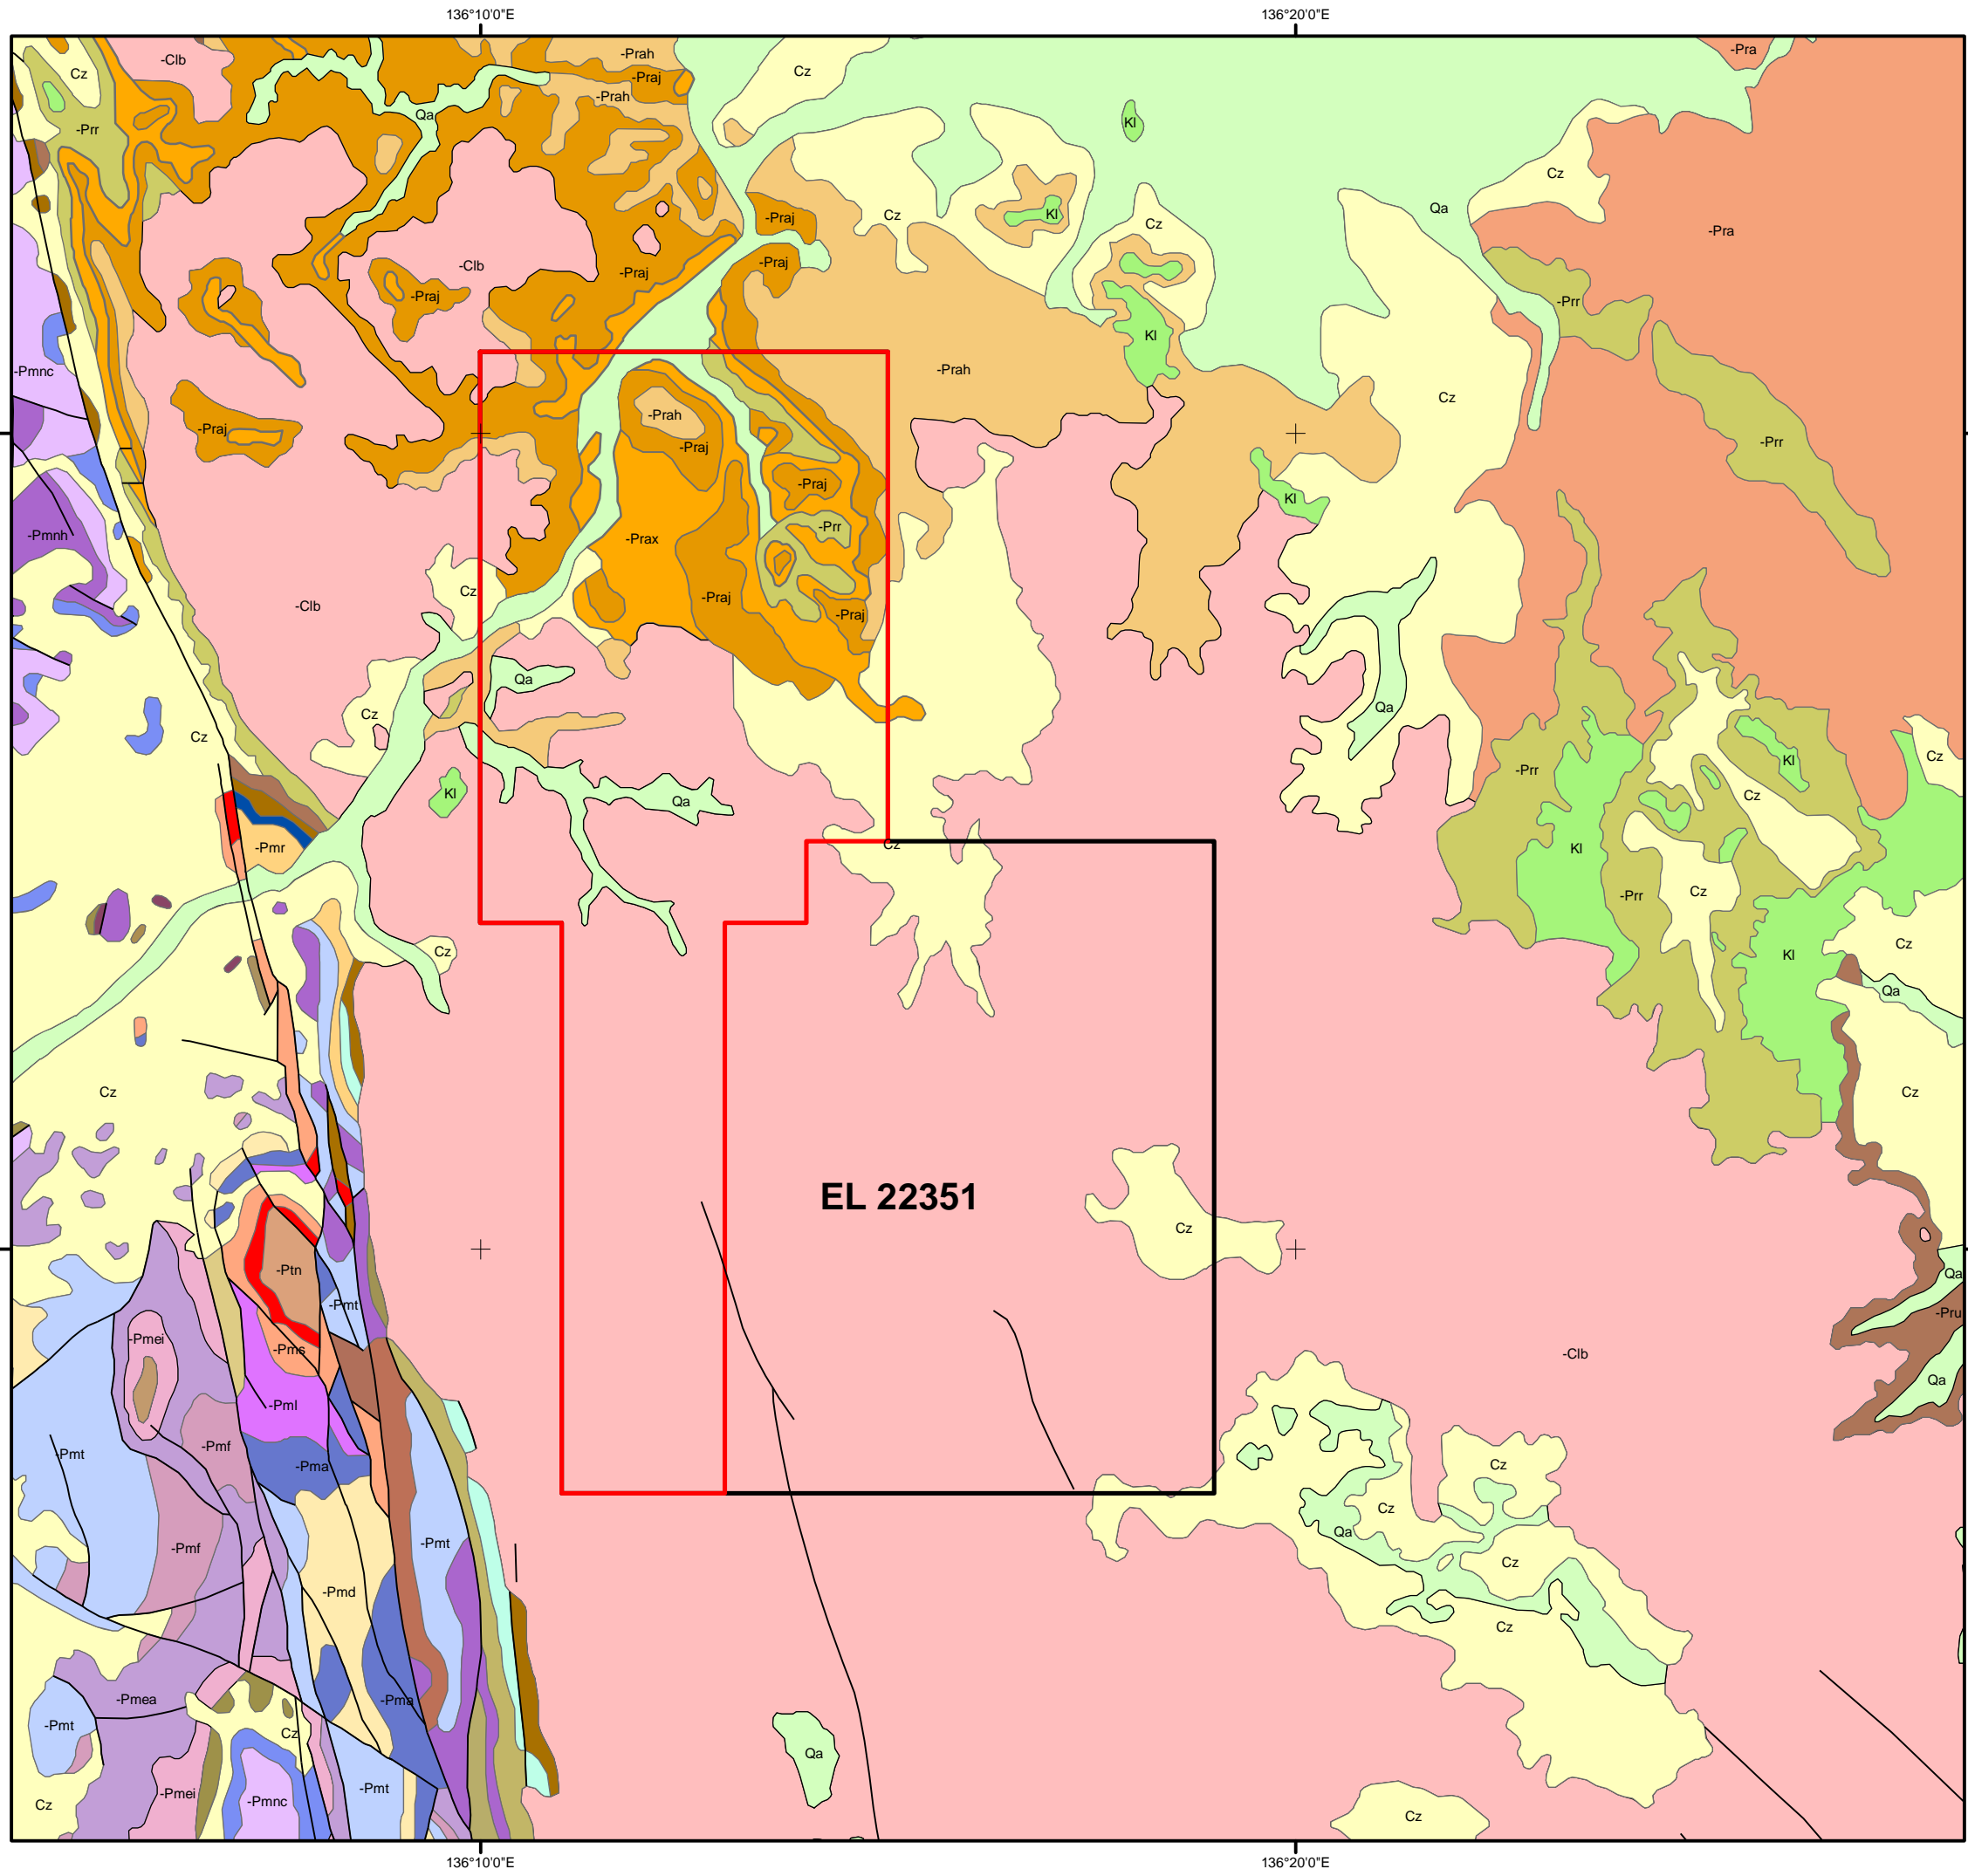 136°10'0"E
136°20'0"E
-Clb
-Prah
-Pra
Cz
Cz
-Praj
-Prah
Qa
Kl
-Prr
Cz
Qa
Kl
-Praj
Cz
Cz
-Pra
-Clb
-Praj
-Praj
-Praj
-Prr
Kl
-Pmnc
-Prah
Cz
-Prah
-Praj
-Praj
-Prr
-Praj
Kl
-Prr
-Pmnh
-Prax
Cz
-Praj
-Clb
-Praj
Qa
Cz
Qa
Cz
Cz
Kl
-Prr
Kl
Qa
Cz
-Pmr
Cz
Kl
Cz
-Prr
Cz
Cz
Kl
Qa
Cz
Cz
EL 22351
Cz
-Ptn
Qa
-Pmt
-Pru
-Pmei
-Pms
-Clb
Qa
-Pml
-Pmf
-Pmt
-Pma
Cz
Cz
Qa
-Pmt
-Pmf
Cz
-Pmd
Cz
-Pmea
-Pma
-Pmt
Cz
Qa
-Pmt
-Pmei
-Pmnc
Cz
Cz
136°10'0"E
136°20'0"E